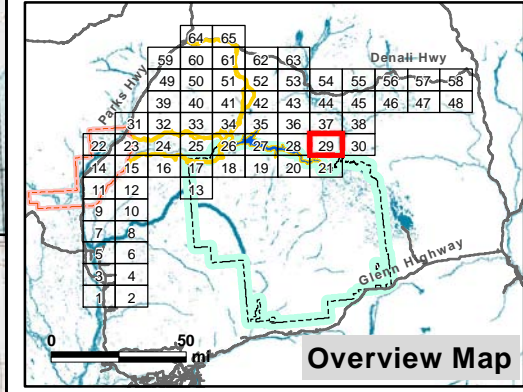 64 65
59 60 61 62 63
Denali Hwy
Parks Hwy
49 50 51 52 53 54 55 56 57 58
39 40 41 42 43 44 45 46 47 48
31 32 33 34 35 36 37 38
22 23 24 25 26 27 28 29 30
14 15 16 17 18 19 20 21
11 12 13
9 10
7 8
5 6
3 4
1 2
Glenn Highway
0 50
mi
Overview Map